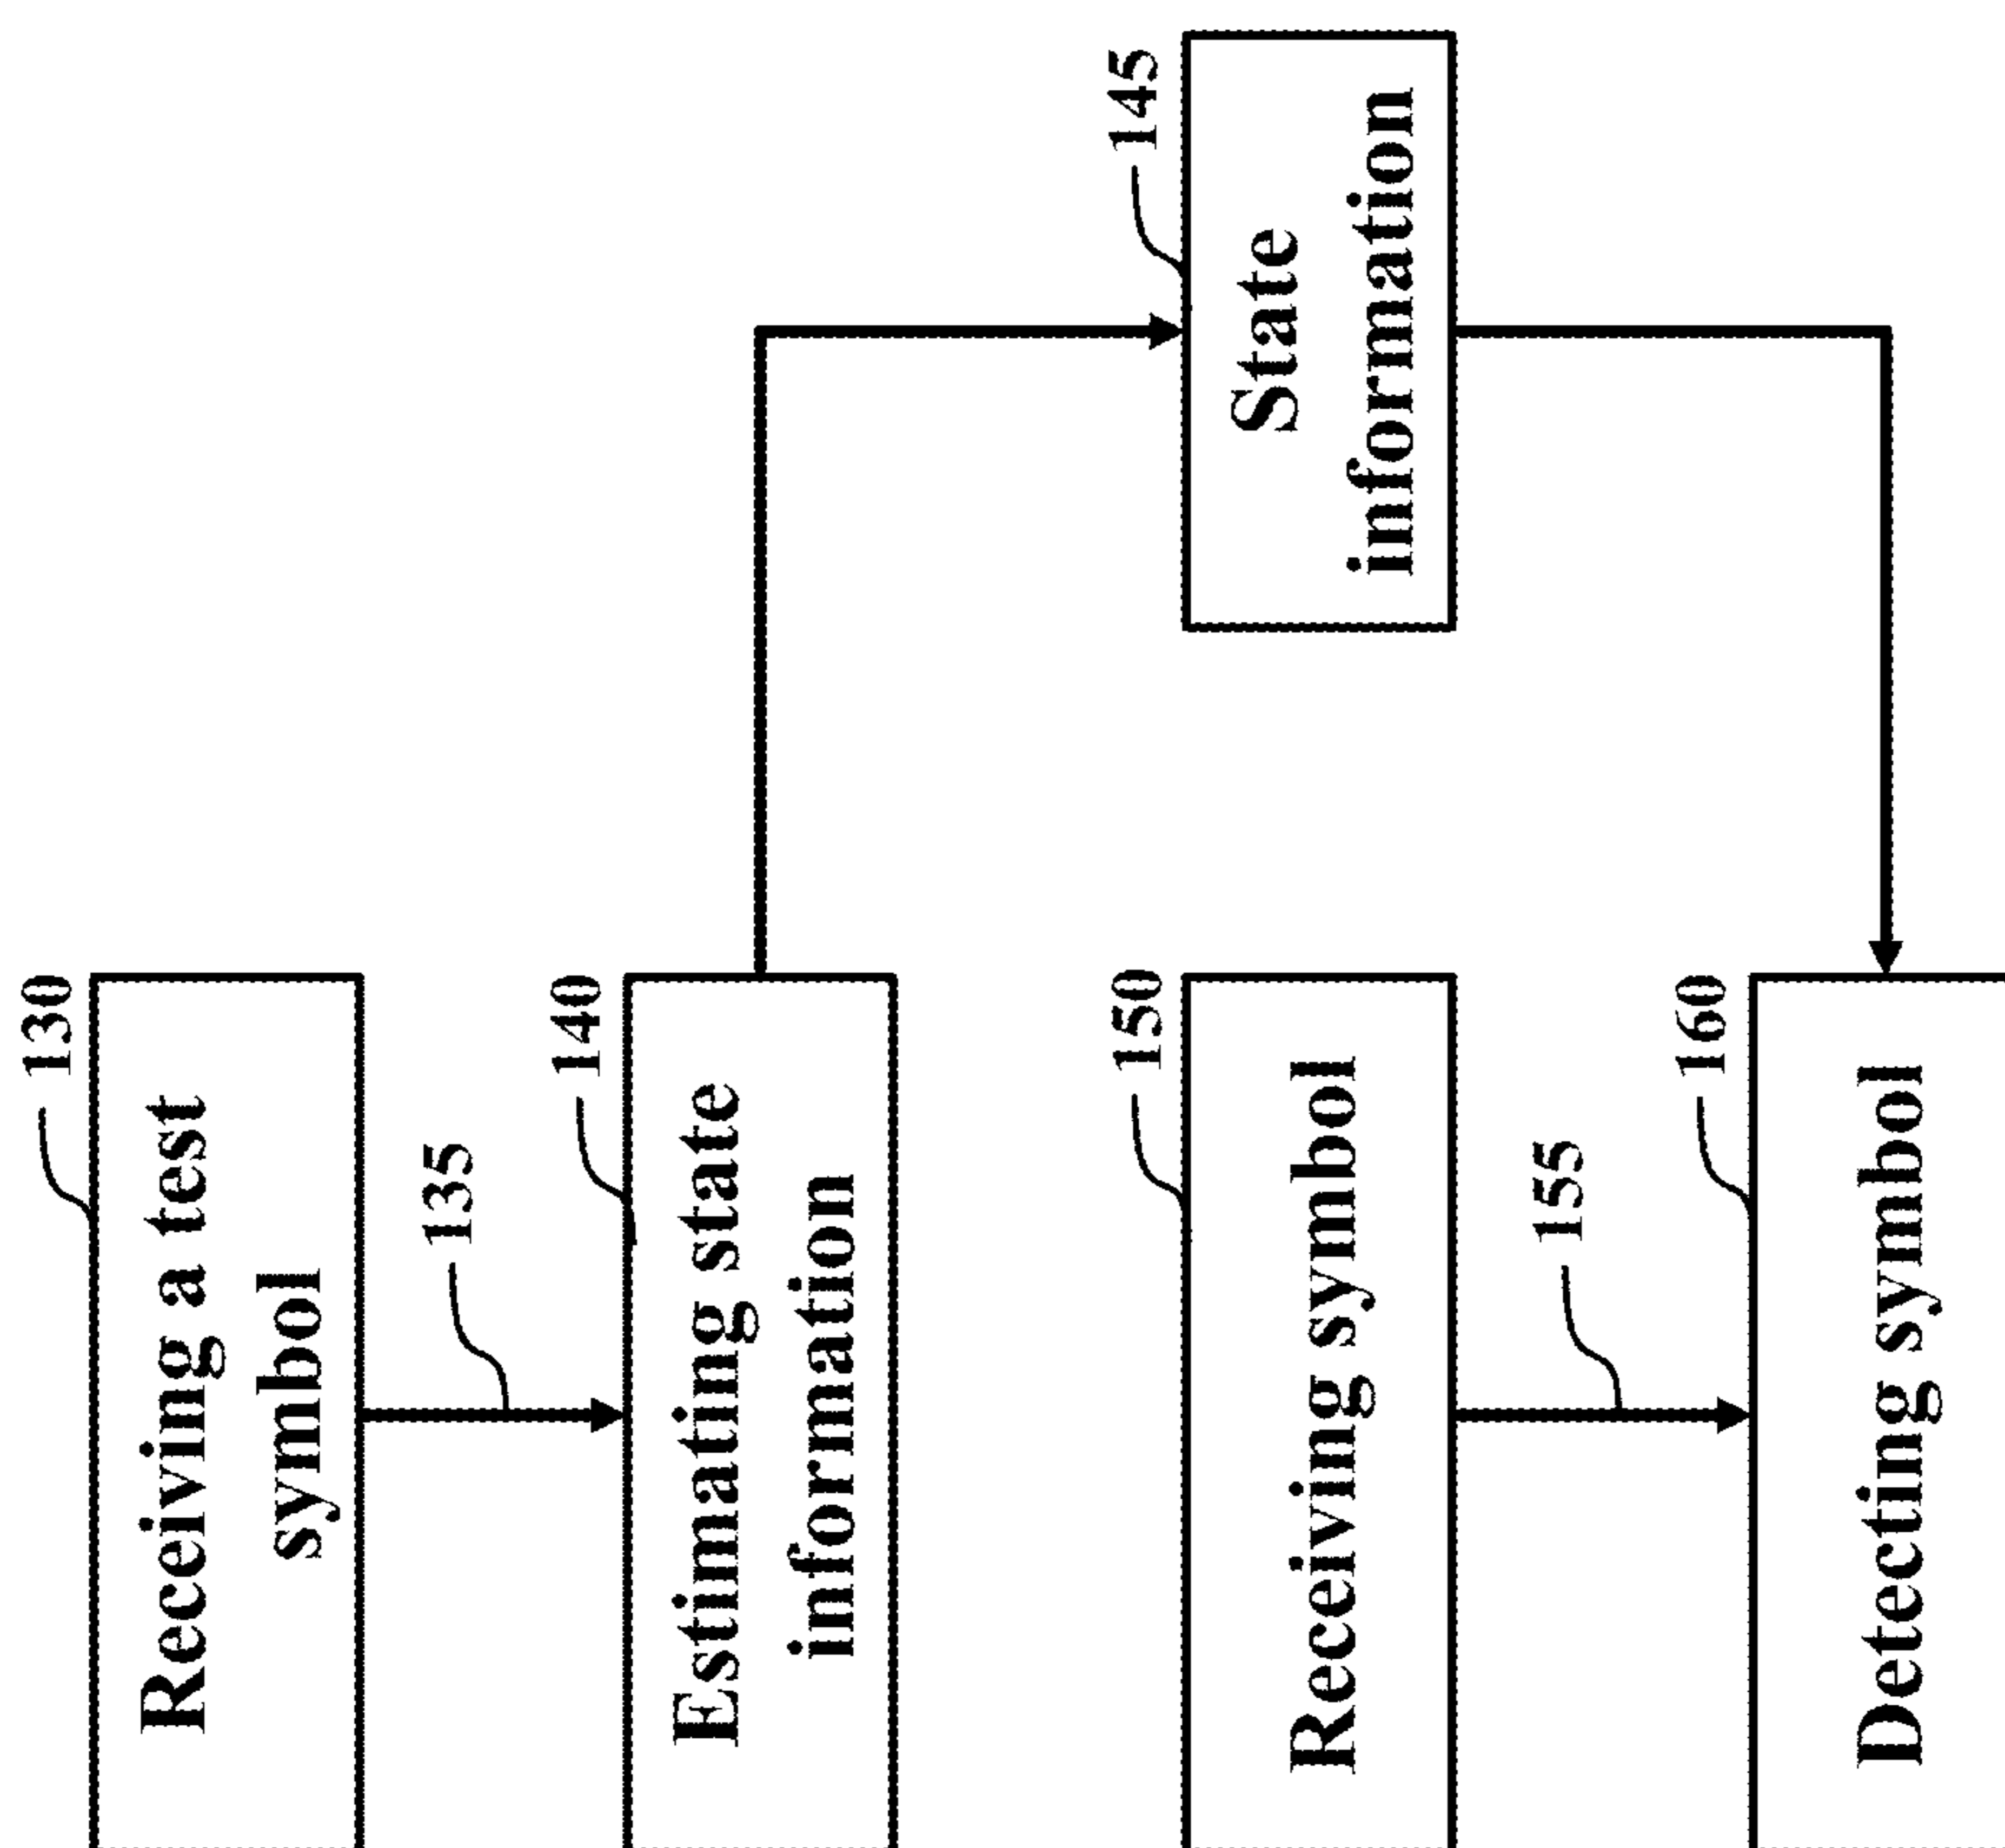 130
Receiving a test
symbol
135
140
Estimating state
information
145
State
information
150
Receiving symbol
155
160
Detecting symbol